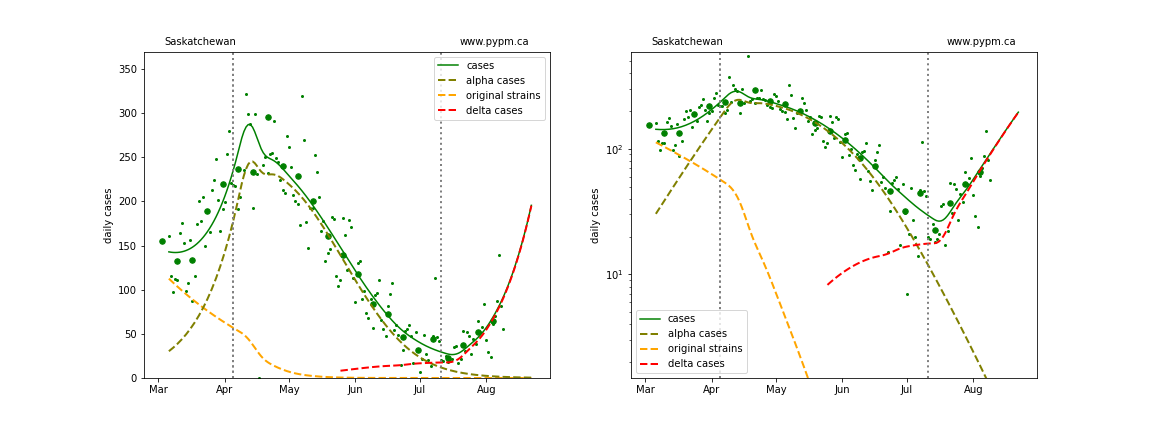 Saskatchewan www.pypm.ca
350
300
250
200
150
100
50
0
daily cases
cases
alpha cases
original strains
delta cases
Mar Apr May Jun Jul Aug
Saskatchewan www.pypm.ca
10²
10¹
daily cases
cases
alpha cases
original strains
delta cases
Mar Apr May Jun Jul Aug